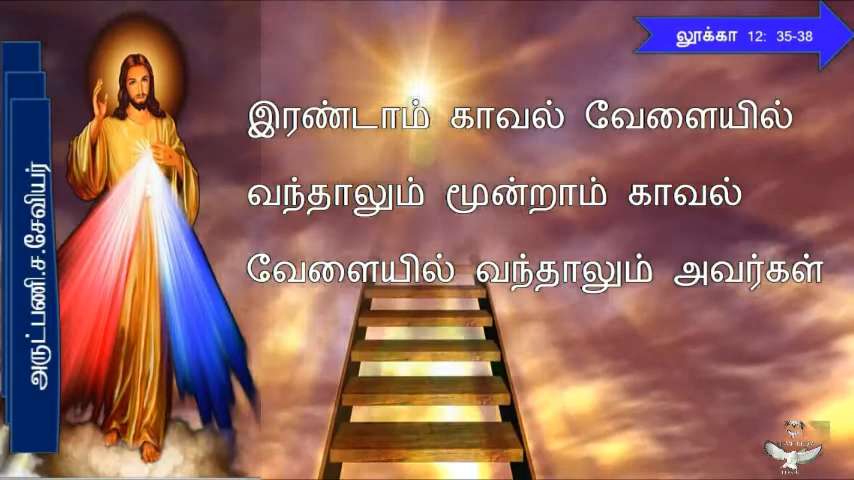 லூக்கா 12: 35-38
இரண்டாம் காவல் வேளையில்
வந்தாலும் மூன்றாம் காவல்
வேளையில் வந்தாலும் அவர்கள்
அருட்பணி.ச.சேவியர்